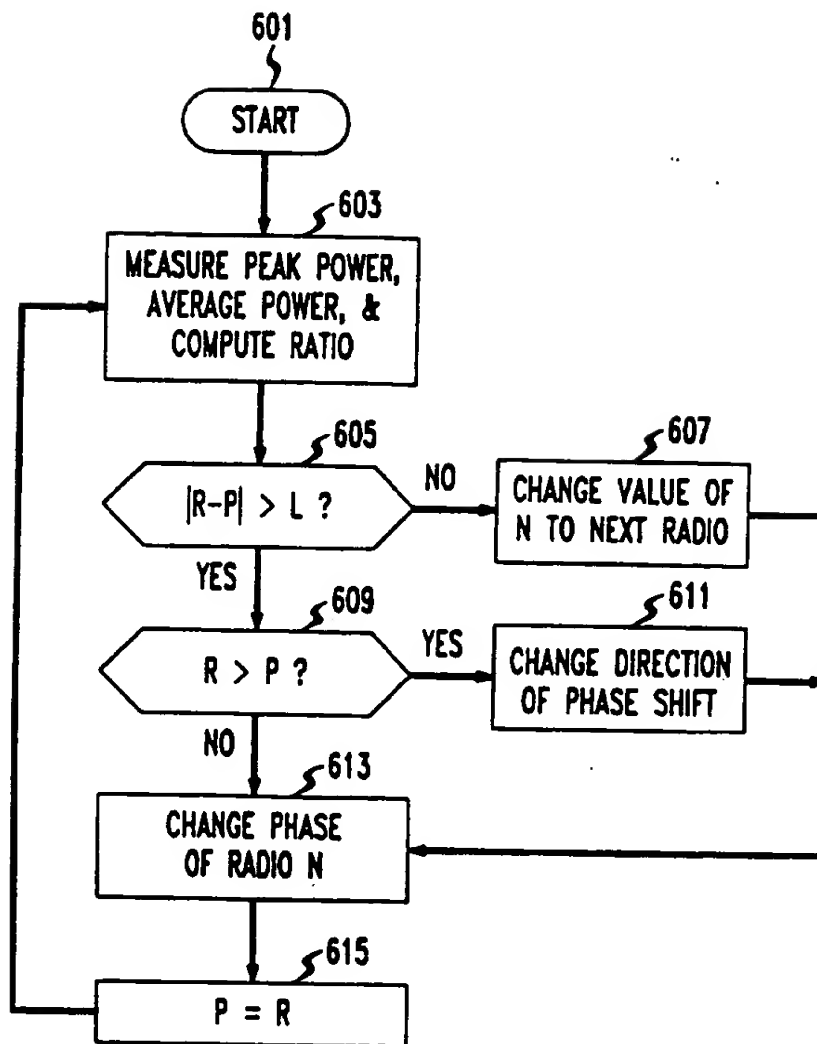 601
START
603
MEASURE PEAK POWER,
AVERAGE POWER, &
COMPUTE RATIO
605
|R-P| > L ?
NO
607
CHANGE VALUE OF
N TO NEXT RADIO
YES
609
R > P ?
YES
611
CHANGE DIRECTION
OF PHASE SHIFT
NO
613
CHANGE PHASE
OF RADIO N
615
P = R